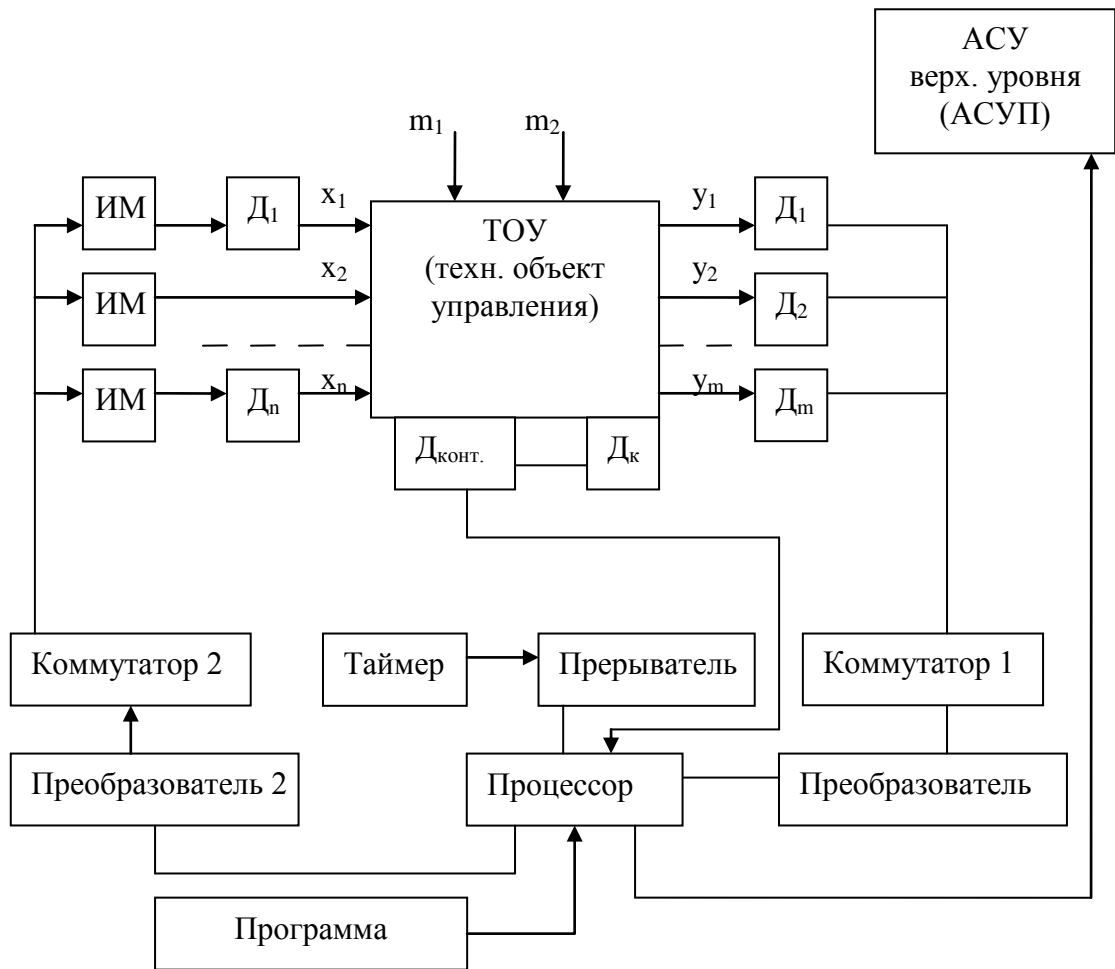 АСУ
верх. уровня
(АСУП)
m₁ m₂
ИМ Д₁ x₁ ТОУ y₁ Д₁
(техн. объект
управления)
ИМ x₂ y₂ Д₂
ИМ Дₙ xₙ yₘ Дₘ
Дконт. Дк
Коммутатор 2 Таймер Прерыватель Коммутатор 1
Преобразователь 2 Процессор Преобразователь
Программа